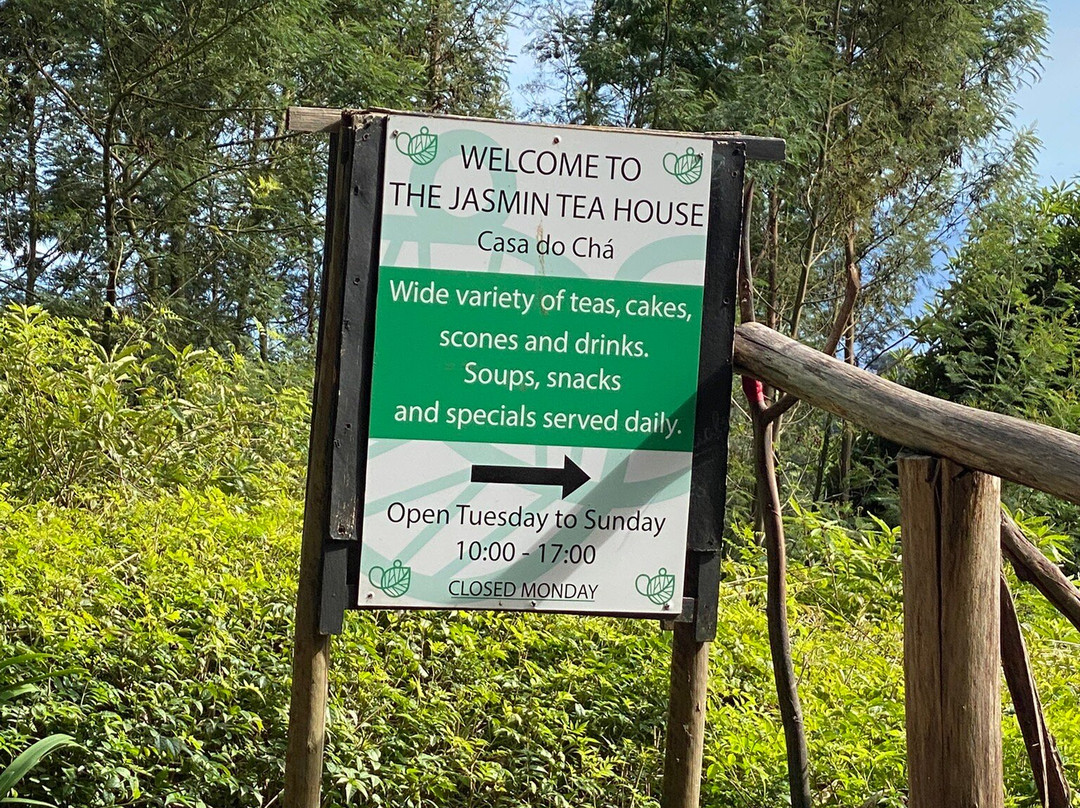 WELCOME TO
THE JASMIN TEA HOUSE
Casa do Chá
Wide variety of teas, cakes,
scones and drinks.
Soups, snacks
and specials served daily.
Open Tuesday to Sunday
10:00 - 17:00
CLOSED MONDAY